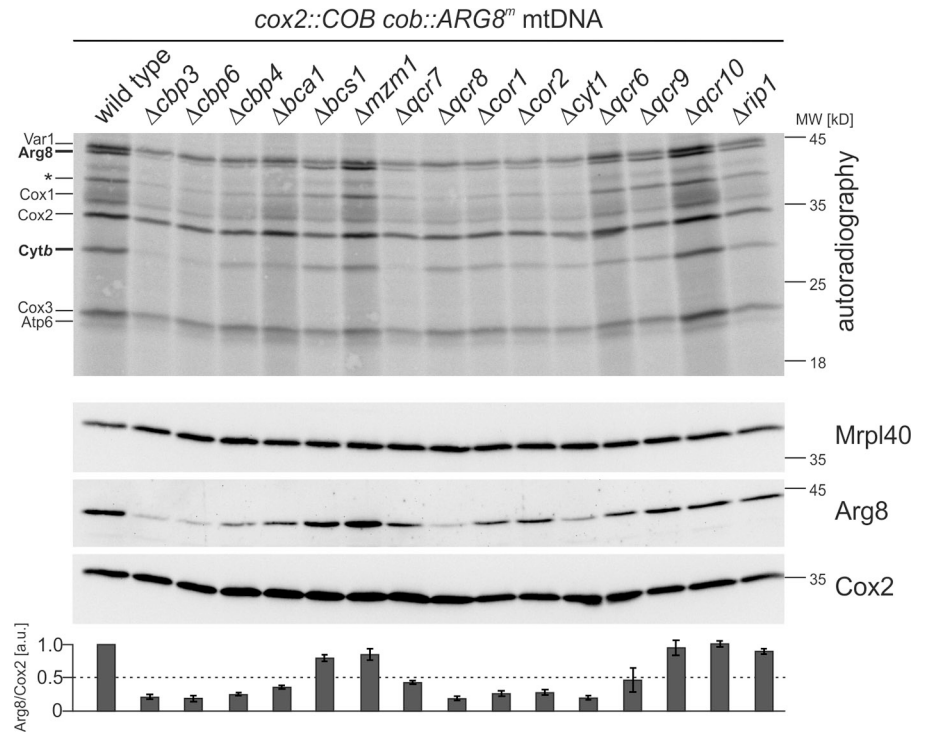 cox2::COB cob::ARG8ᵐ mtDNA
wild type
Δcbp3
Δcbp6
Δcbp4
Δbca1
Δbcs1
Δmzm1
Δqcr7
Δqcr8
Δcor1
Δcor2
Δcyt1
Δqcr6
Δqcr9
Δqcr10
Δrip1
MW [kD]
Var1
Arg8
*
Cox1
Cox2
Cytb
Cox3
Atp6
45
35
25
18
autoradiography
Mrpl40
35
45
Arg8
35
Cox2
Arg8/Cox2 [a.u.]
1.0
0.5
0